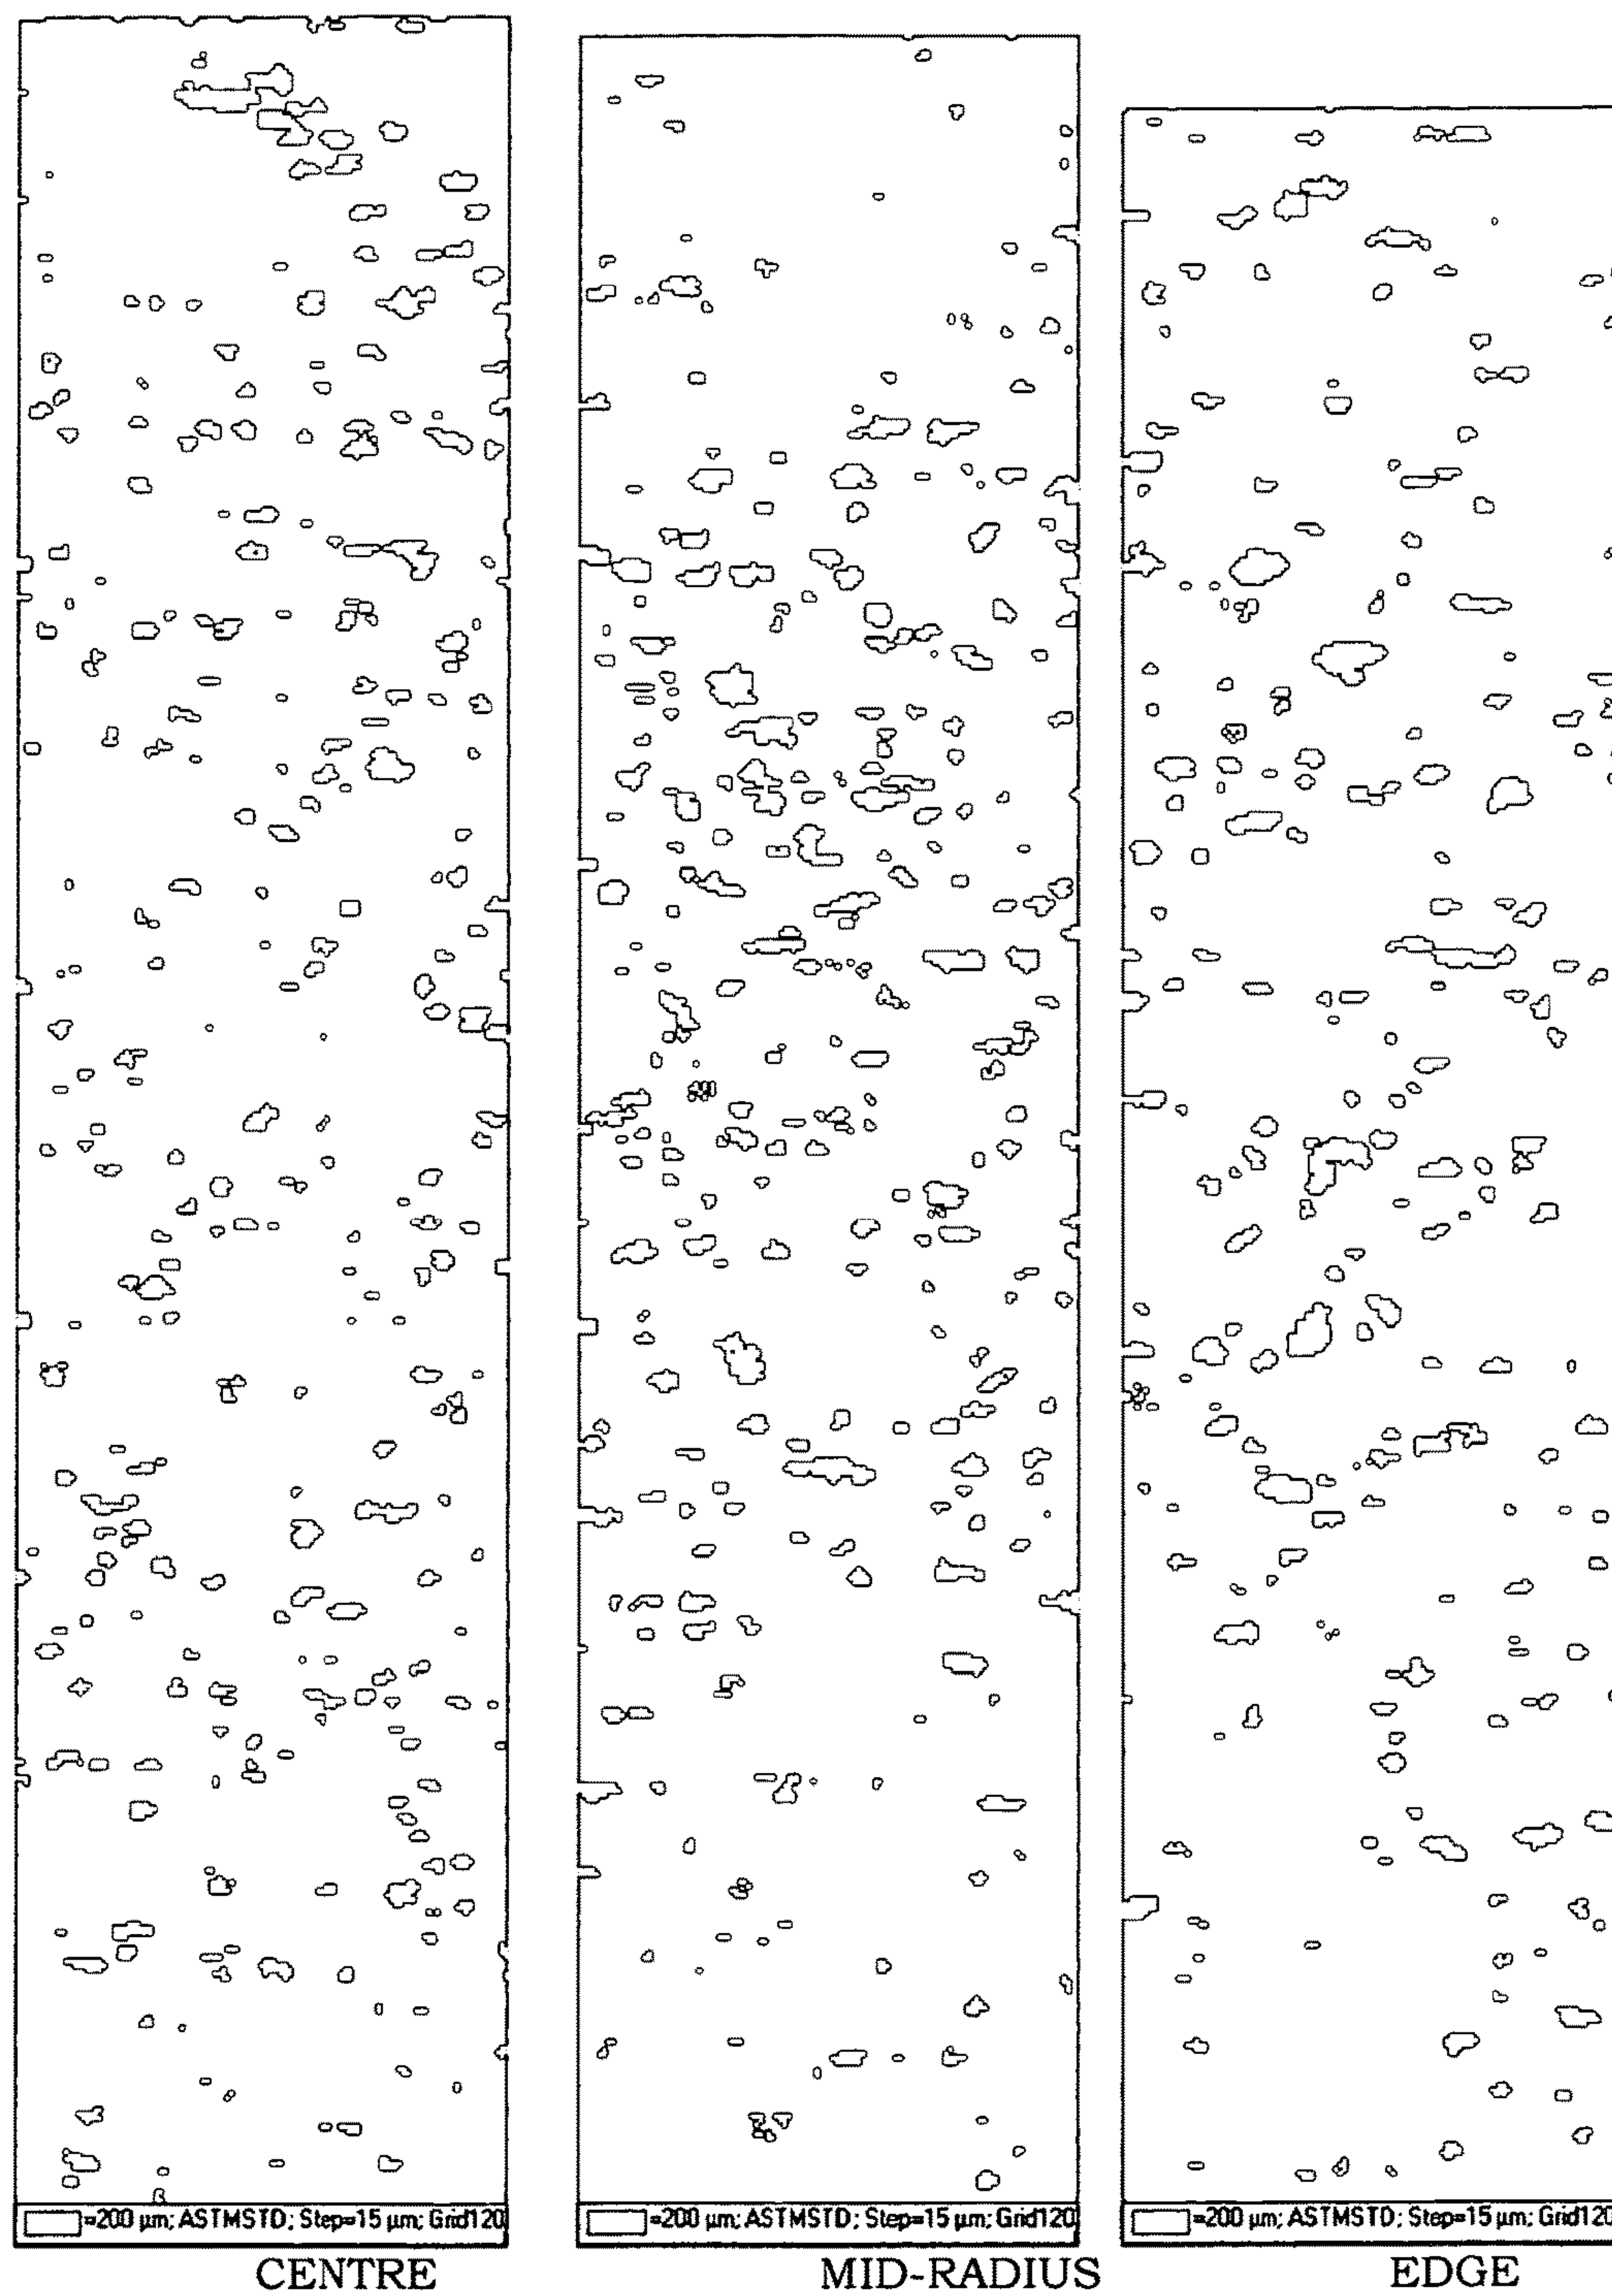 =200 µm; ASTMSTD; Step=15 µm; Grid120
=200 µm; ASTMSTD; Step=15 µm; Grid120
=200 µm; ASTMSTD; Step=15 µm; Grid120
CENTRE
MID-RADIUS
EDGE